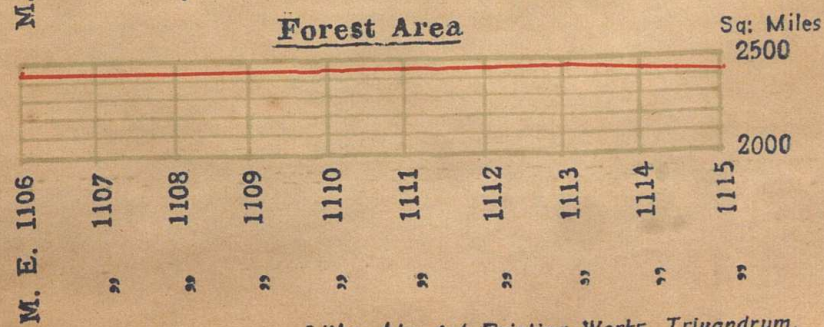 Forest Area
Sq: Miles
2500
2000
M. E. 1106
" 1107
" 1108
" 1109
" 1110
" 1111
" 1112
" 1113
" 1114
" 1115
Printing Works, Trivandrum